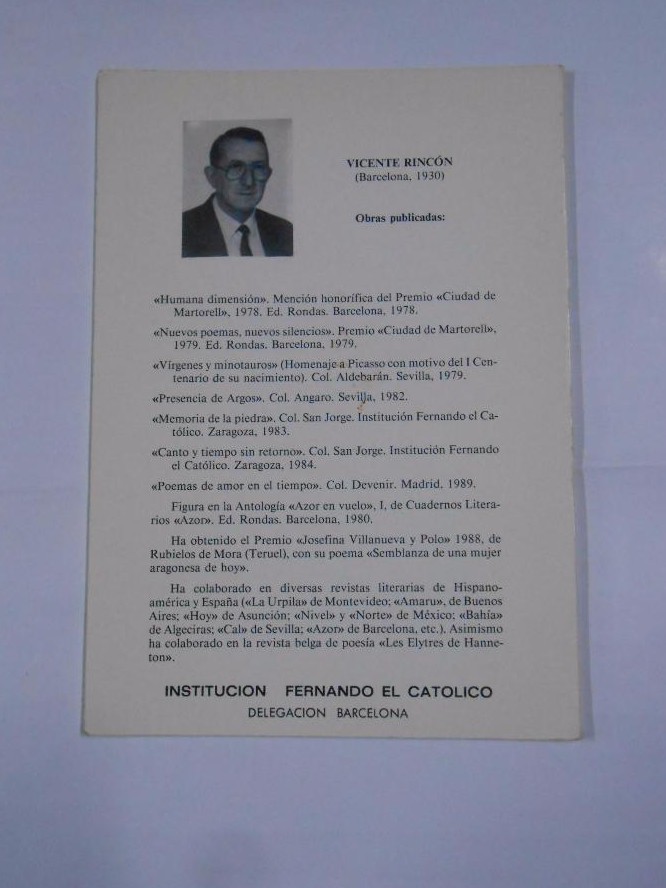 VICENTE RINCÓN
(Barcelona, 1930)
Obras publicadas:
«Humana dimensión». Mención honorífica del Premio «Ciudad de
Martorell», 1978. Ed. Rondas. Barcelona, 1978.
«Nuevos poemas, nuevos silencios». Premio «Ciudad de Martorell»,
1979. Ed. Rondas. Barcelona, 1979.
«Vírgenes y minotauros» (Homenaje a Picasso con motivo del I Cen-
tenario de su nacimiento). Col. Aldebarán. Sevilla, 1979.
«Presencia de Argos». Col. Angaro. Sevilla, 1982.
«Memoria de la piedra». Col. San Jorge. Institución Fernando el Ca-
tólico. Zaragoza, 1983.
«Canto y tiempo sin retorno». Col. San Jorge. Institución Fernando
el Católico. Zaragoza, 1984.
«Poemas de amor en el tiempo». Col. Devenir. Madrid, 1989.
Figura en la Antología «Azor en vuelo», I, de Cuadernos Litera-
rios «Azor». Ed. Rondas. Barcelona, 1980.
Ha obtenido el Premio «Josefina Villanueva y Polo» 1988, de
Rubielos de Mora (Teruel), con su poema «Semblanza de una mujer
aragonesa de hoy».
Ha colaborado en diversas revistas literarias de Hispano-
américa y España («La Urpila» de Montevideo; «Amaru», de Buenos
Aires; «Hoy» de Asunción; «Nivel» y «Norte» de México; «Bahía»
de Algeciras; «Cal» de Sevilla; «Azor» de Barcelona, etc.). Asimismo
ha colaborado en la revista belga de poesía «Les Elytres de Hanne-
ton».
INSTITUCION FERNANDO EL CATOLICO
DELEGACION BARCELONA